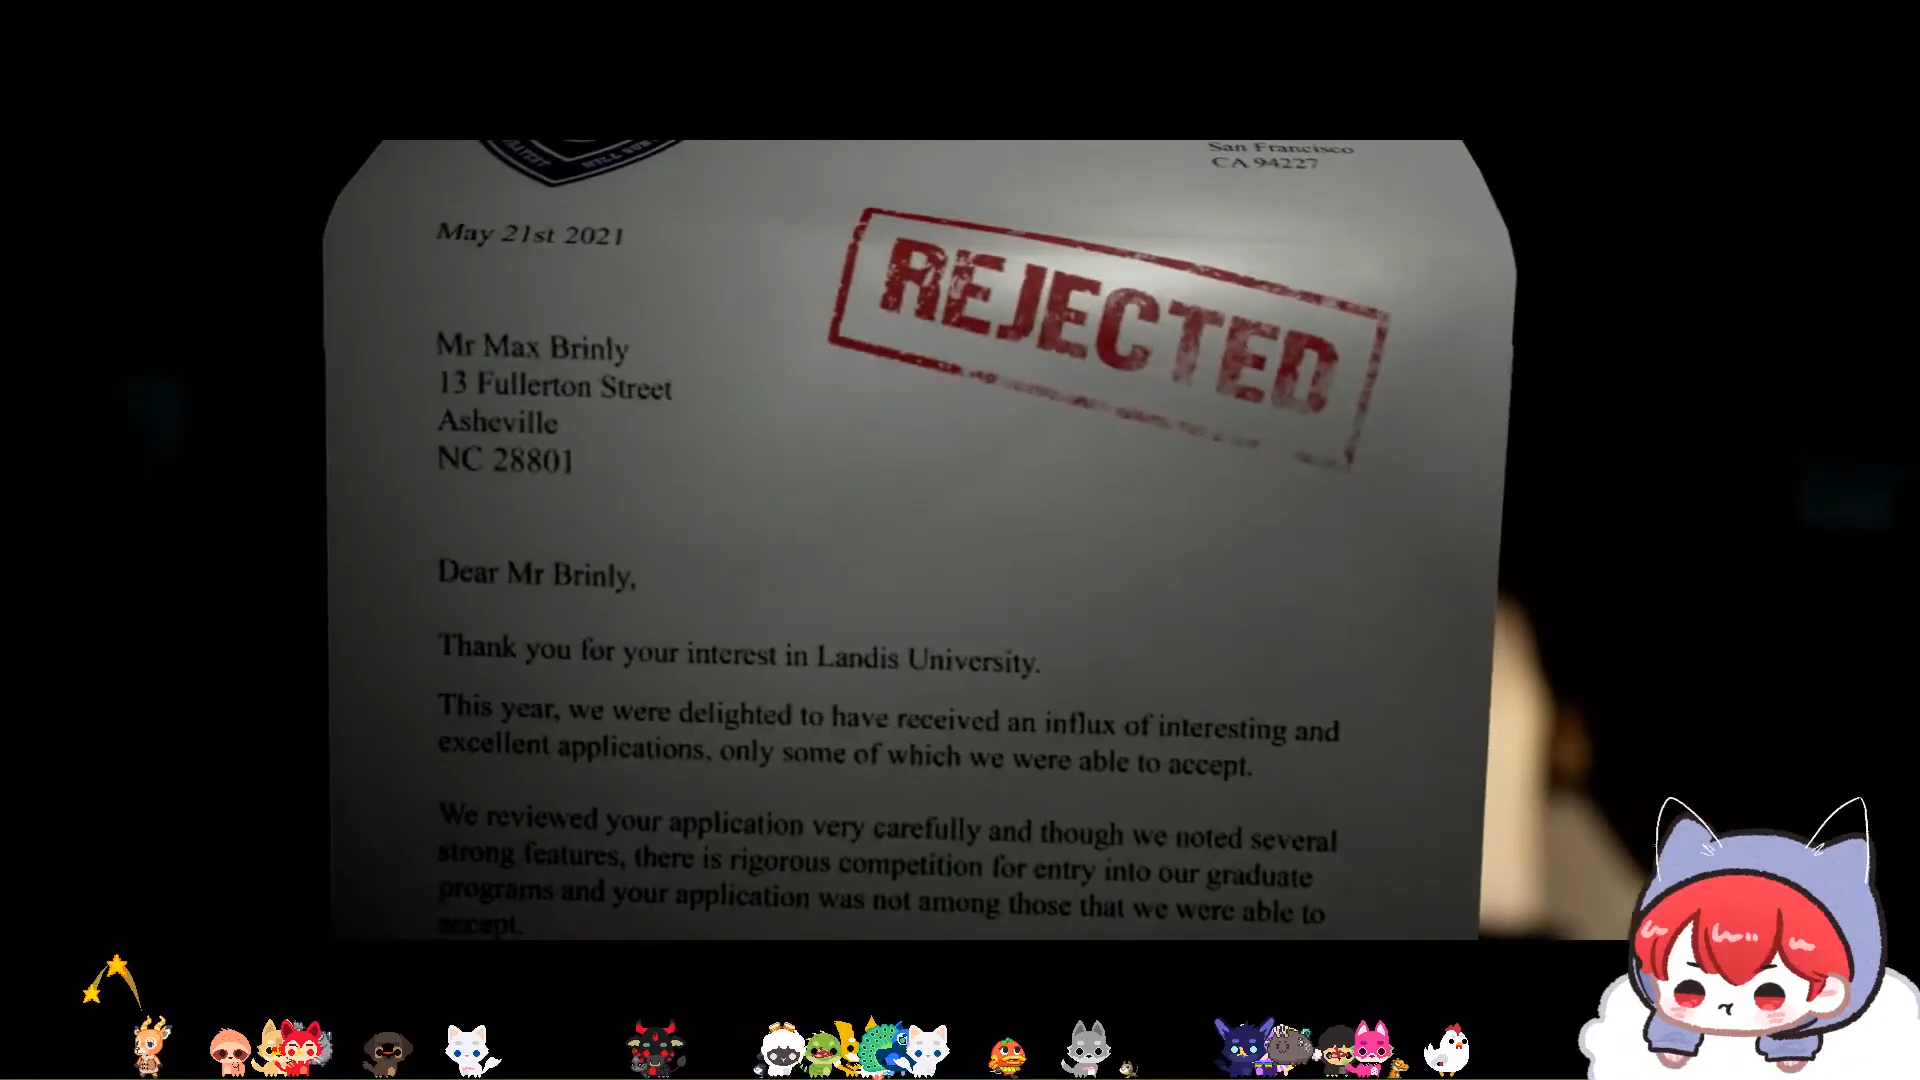 San Francisco
CA 94227
May 21st 2021
REJECTED
Mr Max Brinly
13 Fullerton Street
Asheville
NC 28801
Dear Mr Brinly,
Thank you for your interest in Landis University.
This year, we were delighted to have received an influx of interesting and
excellent applications, only some of which we were able to accept.
We reviewed your application very carefully and though we noted several
strong features, there is rigorous competition for entry into our graduate
programs and your application was not among those that we were able to
accept.